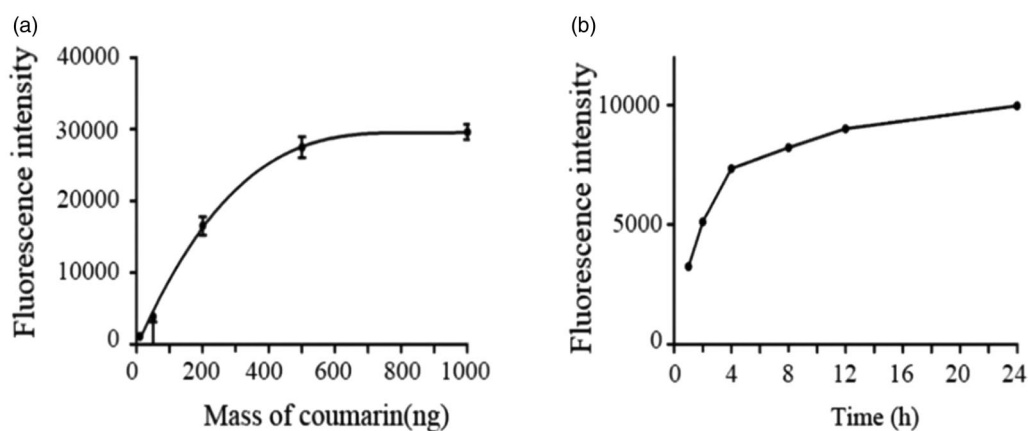 (a)
Fluorescence intensity
40000
30000
20000
10000
0
0 200 400 600 800 1000
Mass of coumarin(ng)
(b)
Fluorescence intensity
10000
5000
0
0 4 8 12 16 20 24
Time (h)